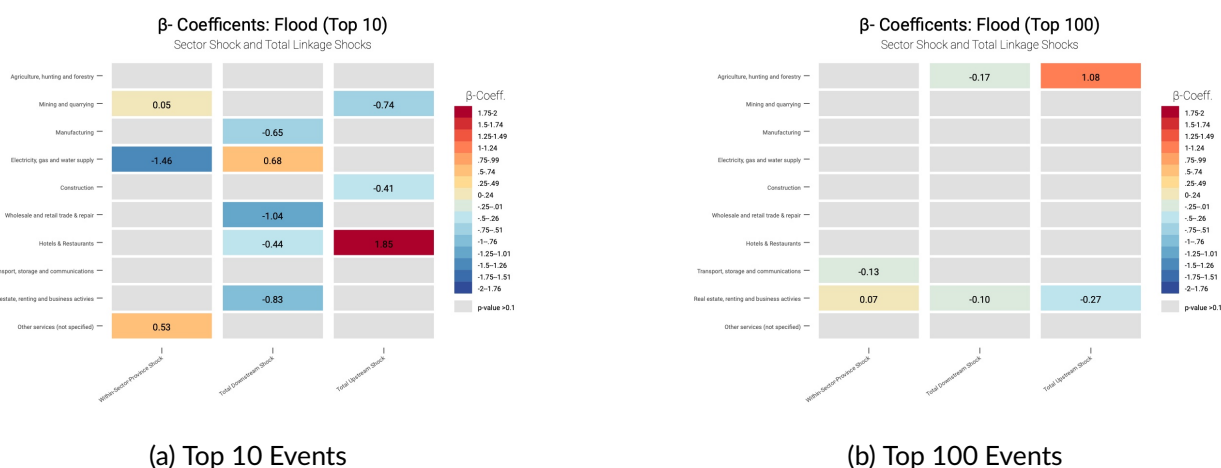 β- Coefficents: Flood (Top 10)
Sector Shock and Total Linkage Shocks
Agriculture, hunting and forestry
Mining and quarrying
0.05
-0.74
Manufacturing
-0.65
Electricity, gas and water supply
-1.46
0.68
Construction
-0.41
Wholesale and retail trade & repair
-1.04
Hotels & Restaurants
-0.44
1.85
nsport, storage and communications
-0.83
estate, renting and business activies
Other services (not specified)
0.53
Within-Sector-Province Shock
Total Downstream Shock
Total Upstream Shock
β-Coeff.
1.75-2
1.5-1.74
1.25-1.49
1-1.24
.75-.99
.5-.74
.25-.49
0-.24
-.25-.01
-.5-.26
-.75-.51
-1-.76
-1.25-1.01
-1.5-1.26
-1.75-1.51
-2-1.76
p-value >0.1
(a) Top 10 Events
β- Coefficents: Flood (Top 100)
Sector Shock and Total Linkage Shocks
Agriculture, hunting and forestry
-0.17
1.08
Mining and quarrying
Manufacturing
Electricity, gas and water supply
Construction
Wholesale and retail trade & repair
Hotels & Restaurants
Transport, storage and communications
-0.13
Real estate, renting and business activies
0.07
-0.10
-0.27
Other services (not specified)
Within-Sector-Province Shock
Total Downstream Shock
Total Upstream Shock
β-Coeff.
1.75-2
1.5-1.74
1.25-1.49
1-1.24
.75-.99
.5-.74
.25-.49
0-.24
-.25-.01
-.5-.26
-.75-.51
-1-.76
-1.25-1.01
-1.5-1.26
-1.75-1.51
-2-1.76
p-value >0.1
(b) Top 100 Events